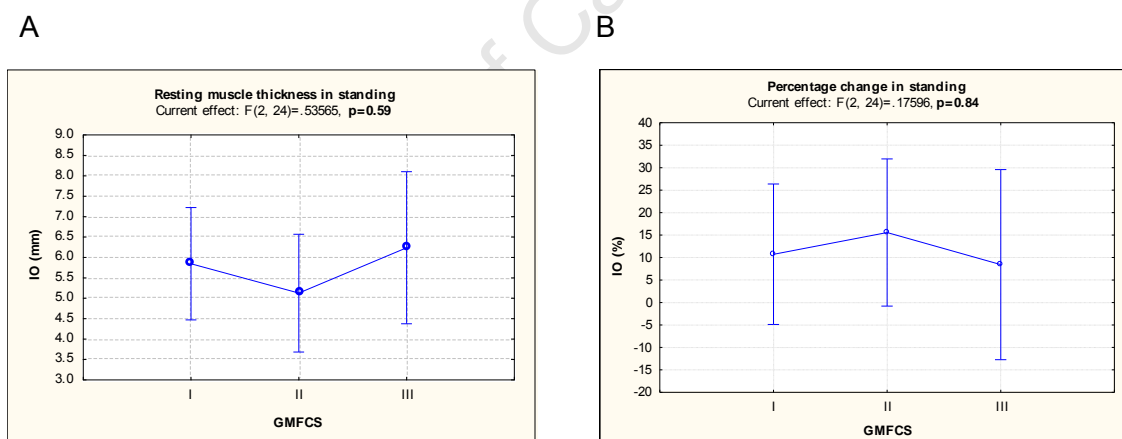 A
B
Resting muscle thickness in standing
Current effect: F(2, 24)=.53565, p=0.59
9.0
8.5
8.0
7.5
7.0
6.5
6.0
5.5
5.0
4.5
4.0
3.5
3.0
IO (mm)
I II III
GMFCS
Percentage change in standing
Current effect: F(2, 24)=.17596, p=0.84
40
35
30
25
20
15
10
5
0
-5
-10
-15
-20
IO (%)
I II III
GMFCS
of Ca